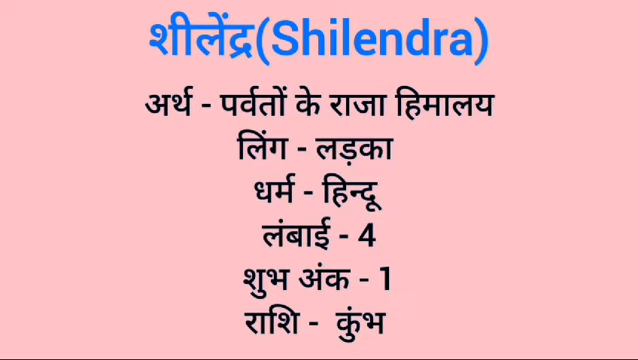 शीलेंद्र(Shilendra)
अर्थ - पर्वतों के राजा हिमालय
लिंग - लड़का
धर्म - हिन्दू
लंबाई - 4
शुभ अंक - 1
राशि - कुंभ